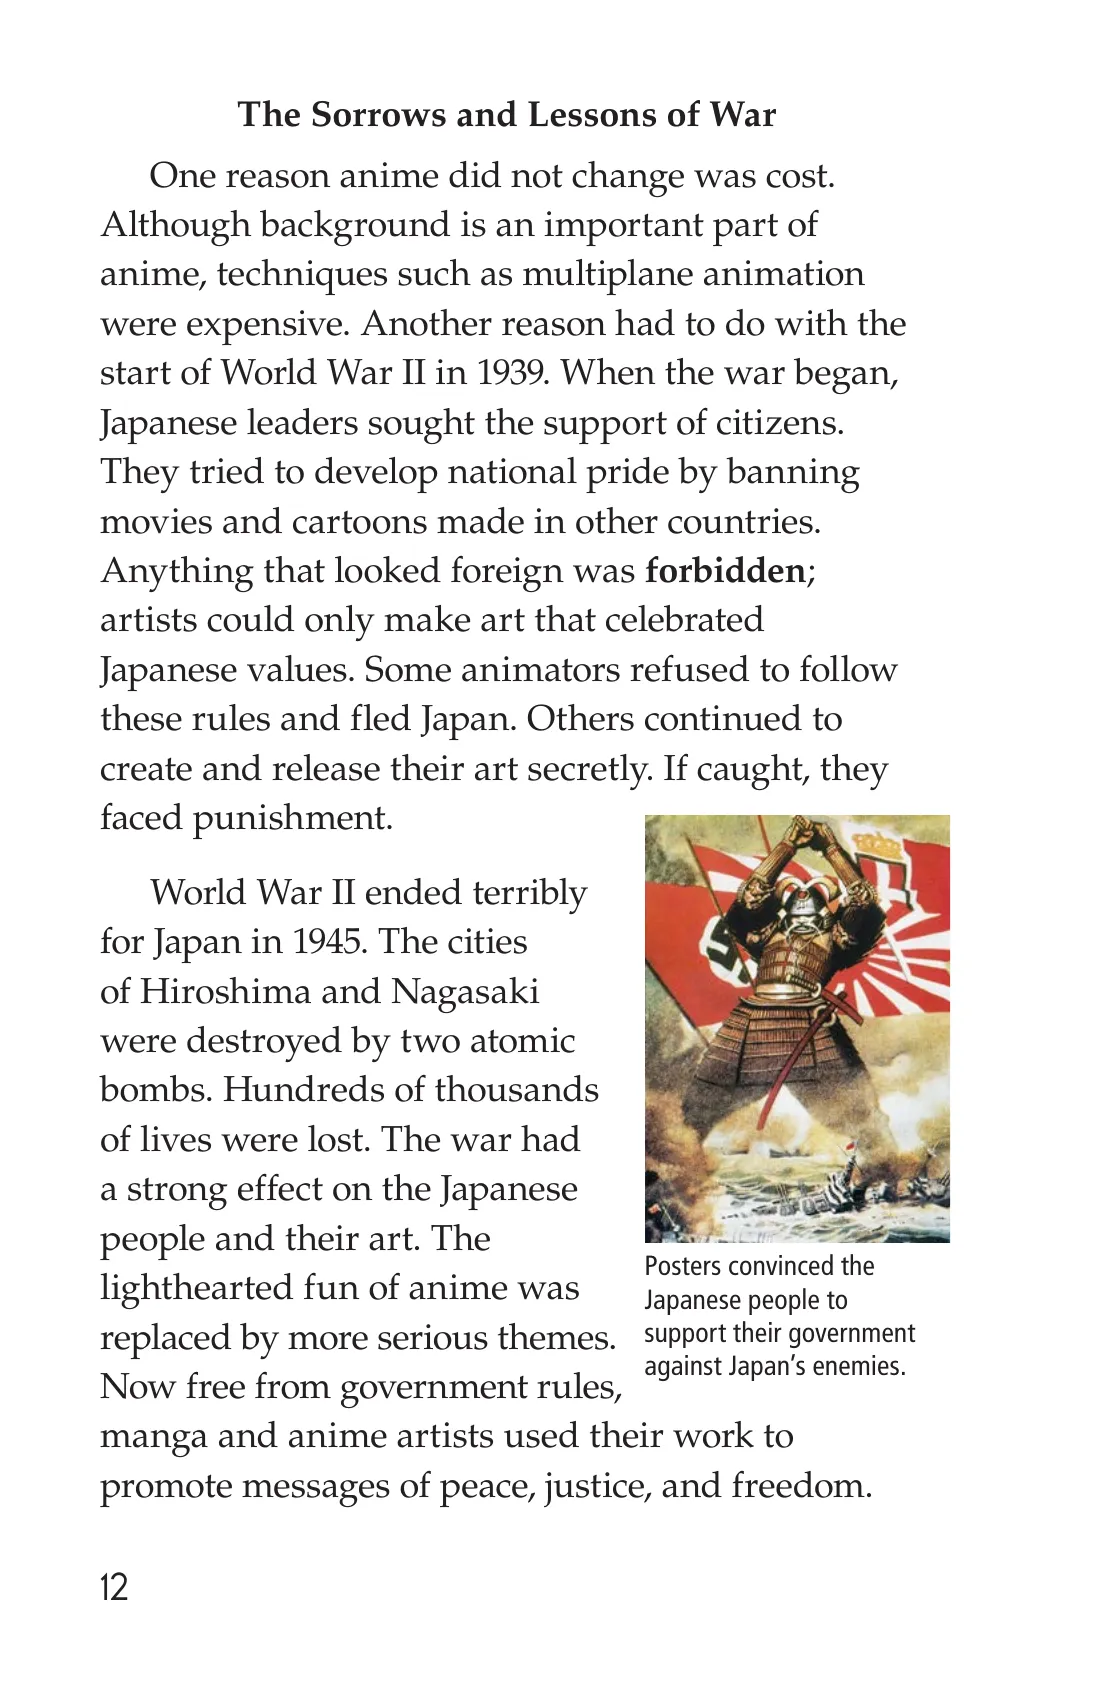 The Sorrows and Lessons of War
One reason anime did not change was cost.
Although background is an important part of
anime, techniques such as multiplane animation
were expensive. Another reason had to do with the
start of World War II in 1939. When the war began,
Japanese leaders sought the support of citizens.
They tried to develop national pride by banning
movies and cartoons made in other countries.
Anything that looked foreign was forbidden;
artists could only make art that celebrated
Japanese values. Some animators refused to follow
these rules and fled Japan. Others continued to
create and release their art secretly. If caught, they
faced punishment.
World War II ended terribly
for Japan in 1945. The cities
of Hiroshima and Nagasaki
were destroyed by two atomic
bombs. Hundreds of thousands
of lives were lost. The war had
a strong effect on the Japanese
people and their art. The
lighthearted fun of anime was
replaced by more serious themes.
Now free from government rules,
manga and anime artists used their work to
promote messages of peace, justice, and freedom.
Posters convinced the
Japanese people to
support their government
against Japan's enemies.
12